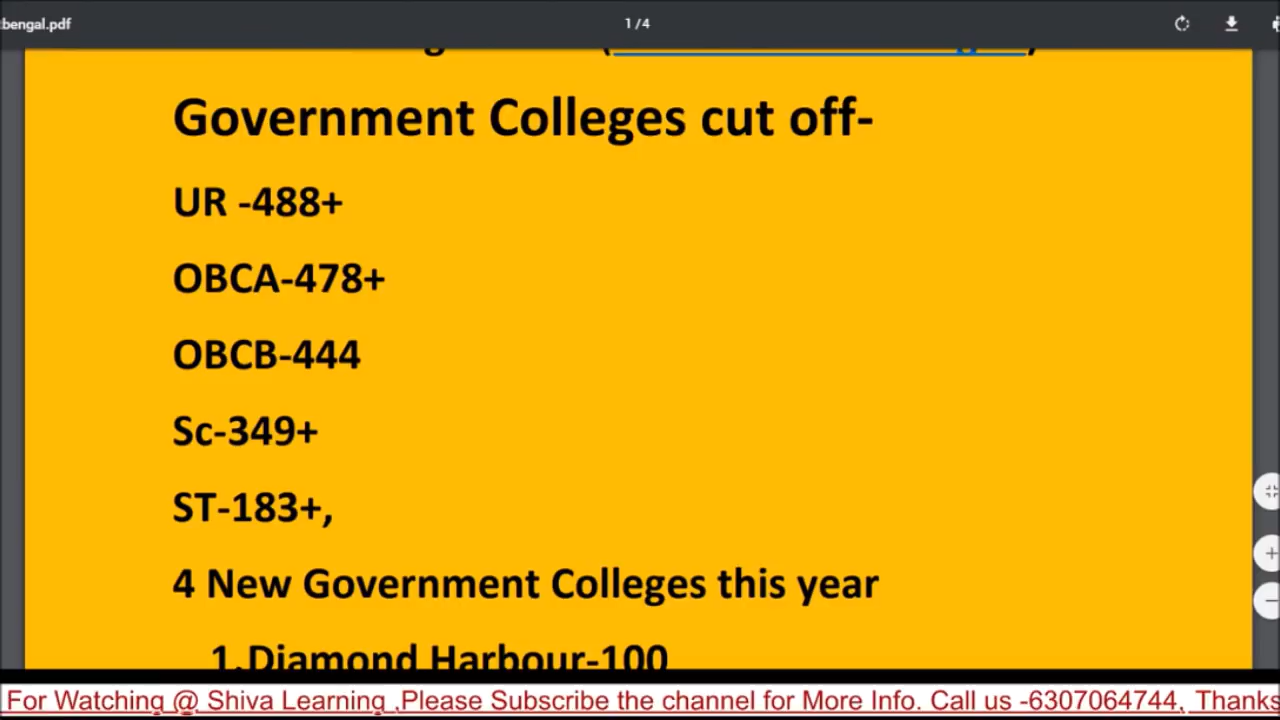 bengal.pdf
1 / 4
Government Colleges cut off-
UR -488+
OBCA-478+
OBCB-444
Sc-349+
ST-183+,
4 New Government Colleges this year
1.Diamond Harbour-100
For Watching @ Shiva Learning ,Please Subscribe the channel for More Info. Call us -6307064744, Thanks